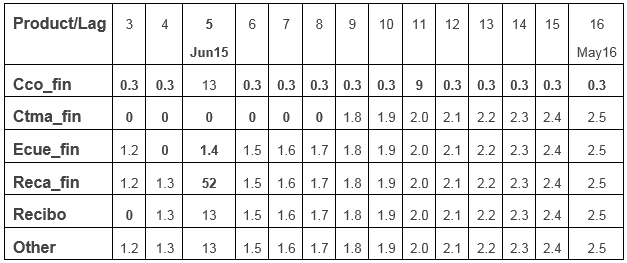 Product/Lag 3 4 5 6 7 8 9 10 11 12 13 14 15 16
Jun15 May16
Cco_fin 0.3 0.3 13 0.3 0.3 0.3 0.3 0.3 9 0.3 0.3 0.3 0.3 0.3
Ctma_fin 0 0 0 0 0 0 1.8 1.9 2.0 2.1 2.2 2.3 2.4 2.5
Ecue_fin 1.2 0 1.4 1.5 1.6 1.7 1.8 1.9 2.0 2.1 2.2 2.3 2.4 2.5
Reca_fin 1.2 1.3 52 1.5 1.6 1.7 1.8 1.9 2.0 2.1 2.2 2.3 2.4 2.5
Recibo 0 1.3 13 1.5 1.6 1.7 1.8 1.9 2.0 2.1 2.2 2.3 2.4 2.5
Other 1.2 1.3 13 1.5 1.6 1.7 1.8 1.9 2.0 2.1 2.2 2.3 2.4 2.5